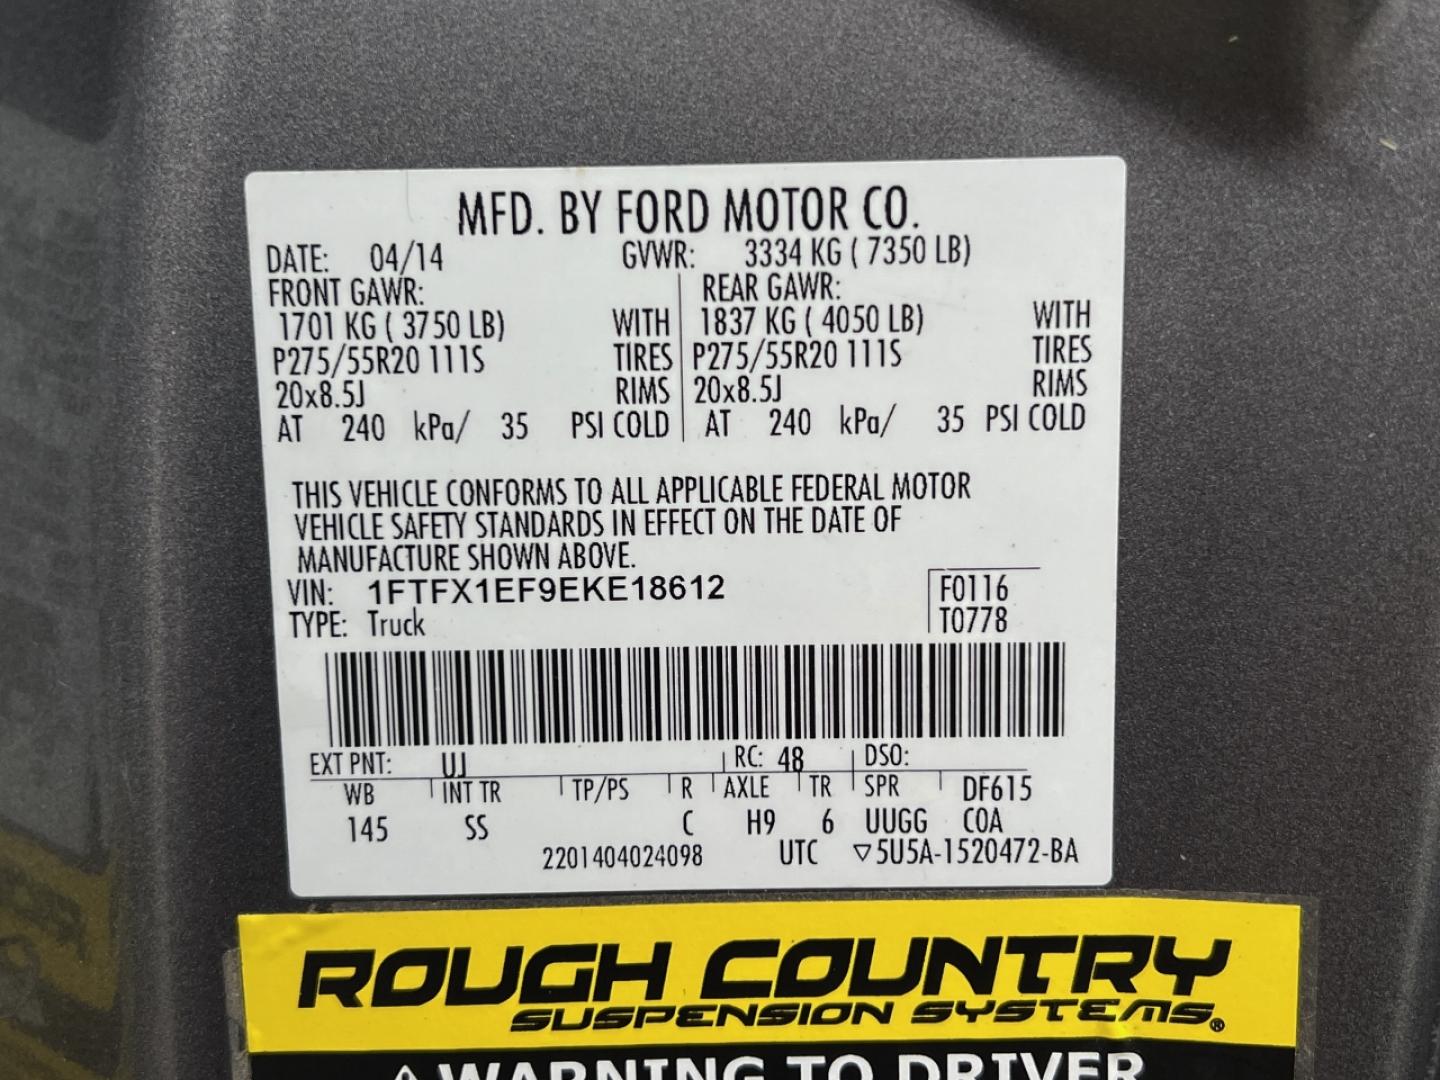 MFD. BY FORD MOTOR CO.
DATE: 04/14 GVWR: 3334 KG ( 7350 LB)
FRONT GAWR: REAR GAWR:
1701 KG ( 3750 LB) WITH 1837 KG ( 4050 LB) WITH
P275/55R20 111S TIRES P275/55R20 111S TIRES
20x8.5J RIMS 20x8.5J RIMS
AT 240 kPa/ 35 PSI COLD AT 240 kPa/ 35 PSI COLD
THIS VEHICLE CONFORMS TO ALL APPLICABLE FEDERAL MOTOR
VEHICLE SAFETY STANDARDS IN EFFECT ON THE DATE OF
MANUFACTURE SHOWN ABOVE.
VIN: 1FTFX1EF9EKE18612 F0116
TYPE: Truck T0778
EXT PNT: UJ RC: 48 DSO:
WB INT TR TP/PS R AXLE TR SPR DF615
145 SS C H9 6 UUGG COA
2201404024098 UTC ▽5U5A-1520472-BA
ROUGH COUNTRY
SUSPENSION SYSTEMS®
⚠WARNING TO DRIVER